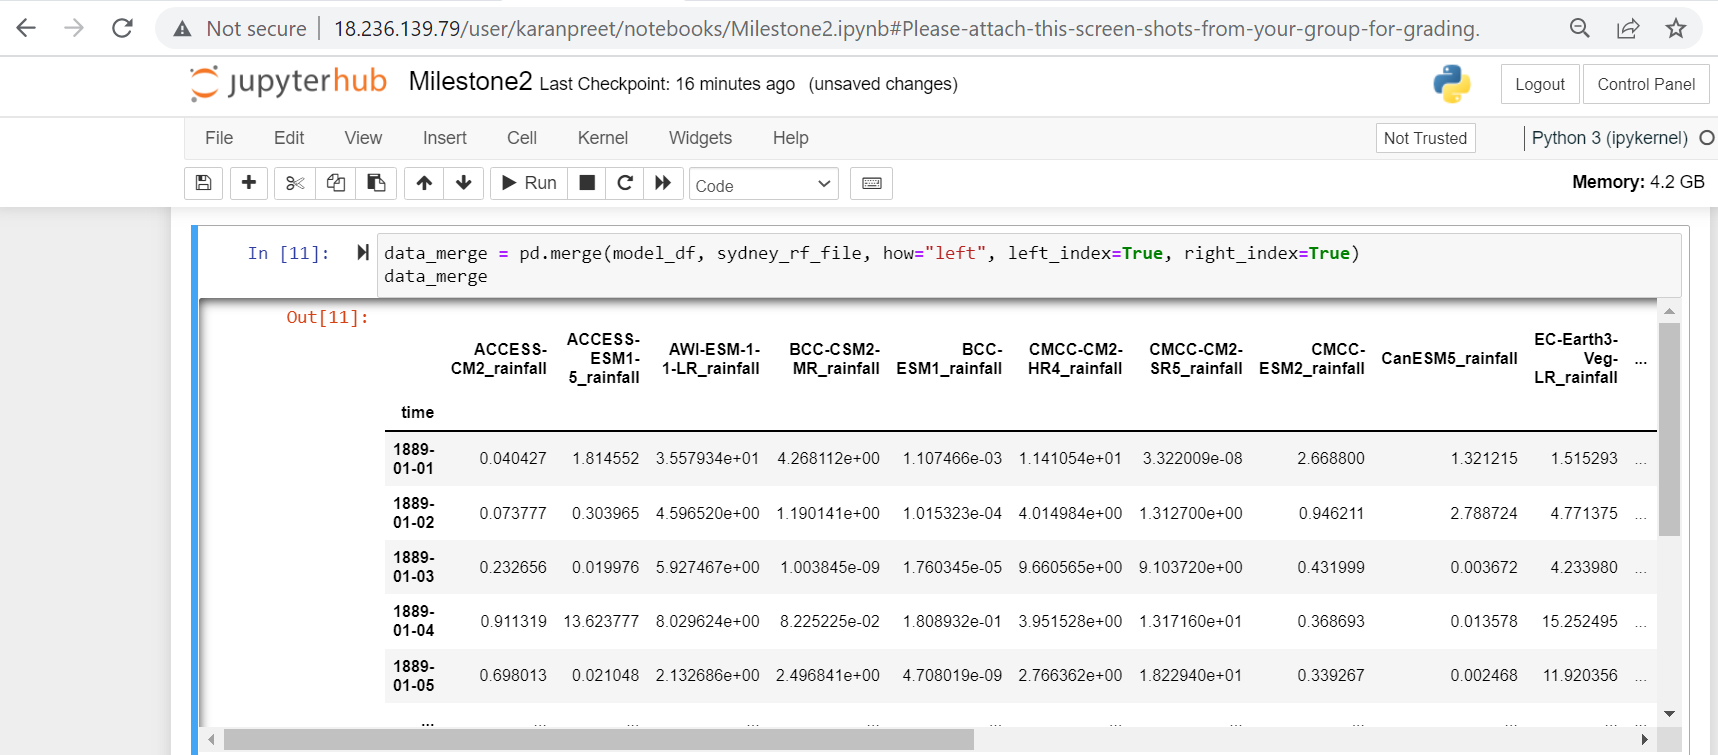 Not secure | 18.236.139.79/user/karanpreet/notebooks/Milestone2.ipynb#Please-attach-this-screen-shots-from-your-group-for-grading.
jupyterhub Milestone2 Last Checkpoint: 16 minutes ago (unsaved changes) Logout Control Panel
File Edit View Insert Cell Kernel Widgets Help Not Trusted Python 3 (ipykernel)
Run Code Memory: 4.2 GB
In [11]: data_merge = pd.merge(model_df, sydney_rf_file, how="left", left_index=True, right_index=True)
data_merge
Out[11]:
ACCESS-CM2_rainfall ACCESS-ESM1-5_rainfall AWI-ESM-1-1-LR_rainfall BCC-CSM2-MR_rainfall BCC-ESM1_rainfall CMCC-CM2-HR4_rainfall CMCC-CM2-SR5_rainfall CMCC-ESM2_rainfall CanESM5_rainfall EC-Earth3-Veg-LR_rainfall ...
time
1889-01-01 0.040427 1.814552 3.557934e+01 4.268112e+00 1.107466e-03 1.141054e+01 3.322009e-08 2.668800 1.321215 1.515293 ...
1889-01-02 0.073777 0.303965 4.596520e+00 1.190141e+00 1.015323e-04 4.014984e+00 1.312700e+00 0.946211 2.788724 4.771375 ...
1889-01-03 0.232656 0.019976 5.927467e+00 1.003845e-09 1.760345e-05 9.660565e+00 9.103720e+00 0.431999 0.003672 4.233980 ...
1889-01-04 0.911319 13.623777 8.029624e+00 8.225225e-02 1.808932e-01 3.951528e+00 1.317160e+01 0.368693 0.013578 15.252495 ...
1889-01-05 0.698013 0.021048 2.132686e+00 2.496841e+00 4.708019e-09 2.766362e+00 1.822940e+01 0.339267 0.002468 11.920356 ...
... ... ... ... ... ... ... ... ... ... ... ...